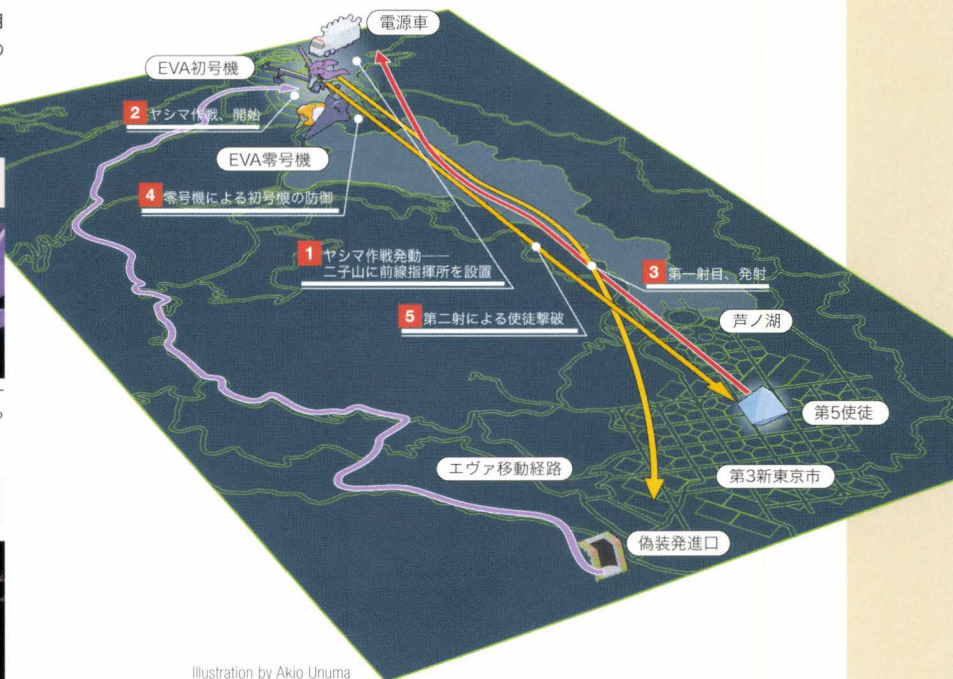 電源車
EVA初号機
2 ヤシマ作戦、開始
EVA零号機
4 零号機による初号機の防御
1 ヤシマ作戦発動——
二子山に前線指揮所を設置
3 第一射目、発射
5 第二射による使徒撃破
芦ノ湖
第5使徒
エヴァ移動経路
第3新東京市
偽装発進口
Illustration by Akio Unuma